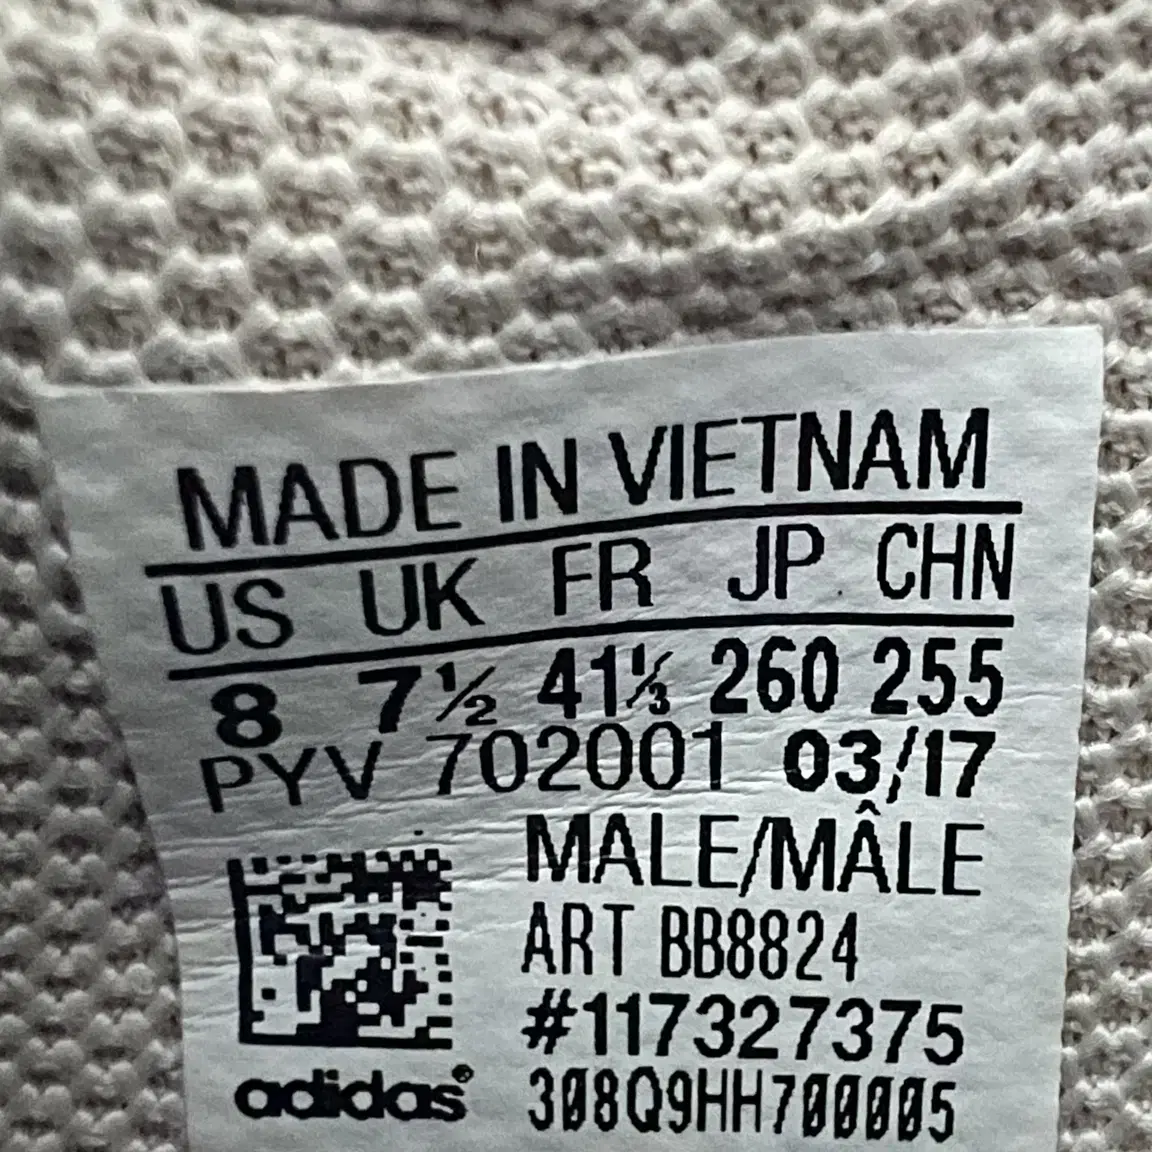 MADE IN VIETNAM
US UK FR JP CHN
8 7½ 41⅓ 260 255
PYV 702001 03/17
MALE/MÂLE
ART BB8824
#117327375
adidas® 308Q9HH700005